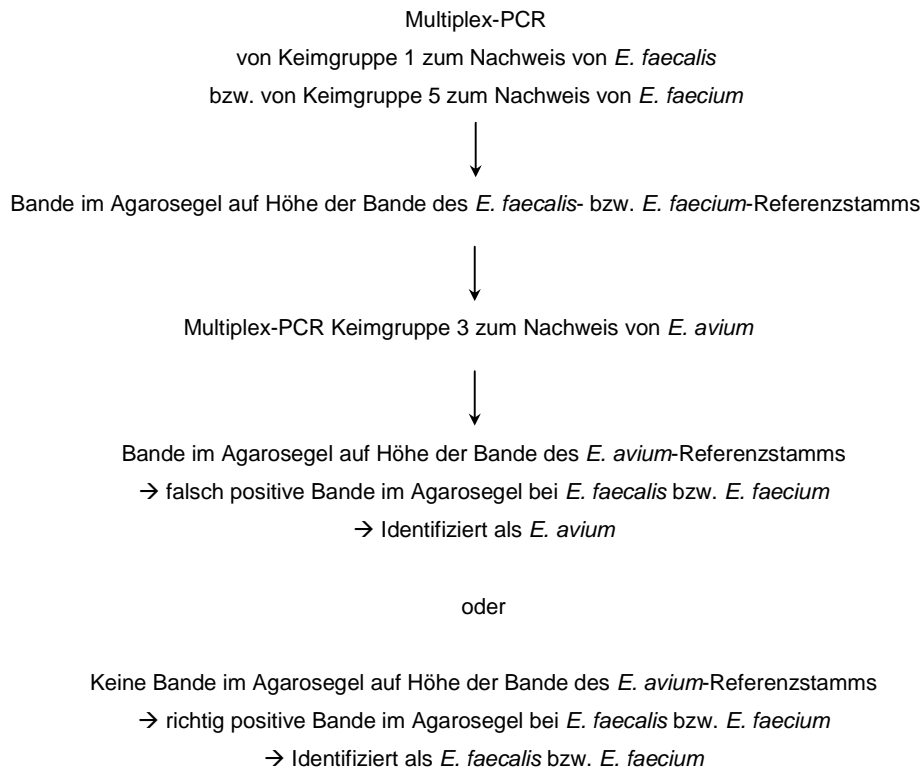 Multiplex-PCR
von Keimgruppe 1 zum Nachweis von E. faecalis
bzw. von Keimgruppe 5 zum Nachweis von E. faecium
Bande im Agarosegel auf Höhe der Bande des E. faecalis- bzw. E. faecium-Referenzstamms
Multiplex-PCR Keimgruppe 3 zum Nachweis von E. avium
Bande im Agarosegel auf Höhe der Bande des E. avium-Referenzstamms
→ falsch positive Bande im Agarosegel bei E. faecalis bzw. E. faecium
→ Identifiziert als E. avium
oder
Keine Bande im Agarosegel auf Höhe der Bande des E. avium-Referenzstamms
→ richtig positive Bande im Agarosegel bei E. faecalis bzw. E. faecium
→ Identifiziert als E. faecalis bzw. E. faecium